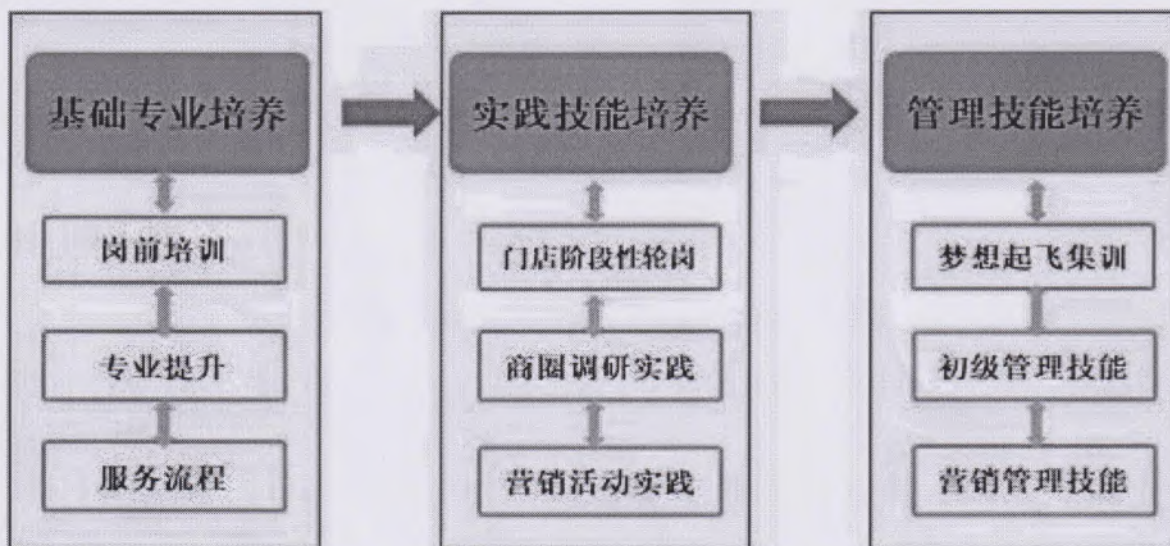 基础专业培养
岗前培训
专业提升
服务流程
实践技能培养
门店阶段性轮岗
商圈调研实践
营销活动实践
管理技能培养
梦想起飞集训
初级管理技能
营销管理技能